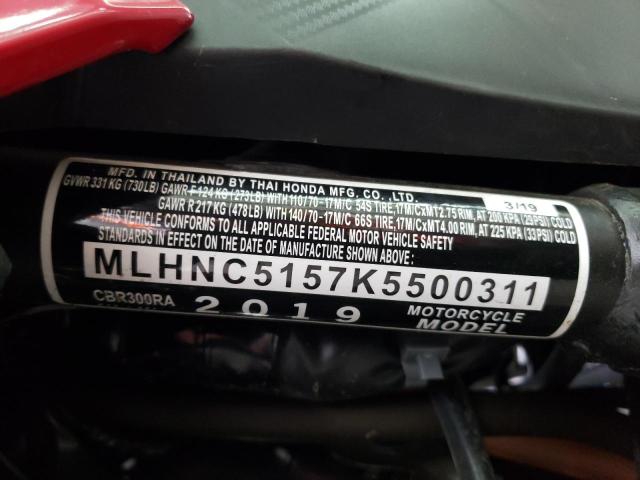 MFD. IN THAILAND BY THAI HONDA MFG. CO., LTD. 3/19
GVWR 331 KG (730LB) GAWR F 124 KG (273LB) WITH 110/70-17M/C 54S TIRE,17M/CxMT2.75 RIM, AT 200 KPA (29PSI) COLD
GAWR R 217 KG (478LB) WITH 140/70-17M/C 66S TIRE,17M/CxMT4.00 RIM, AT 225 KPA (33 PSI) COLD
THIS VEHICLE CONFORMS TO ALL APPLICABLE FEDERAL MOTOR VEHICLE SAFETY
STANDARDS IN EFFECT ON THE DATE OF MANUFACTURE SHOWN ABOVE:
MLHNC5157K5500311
CBR300RA 2019 MOTORCYCLE
MODEL